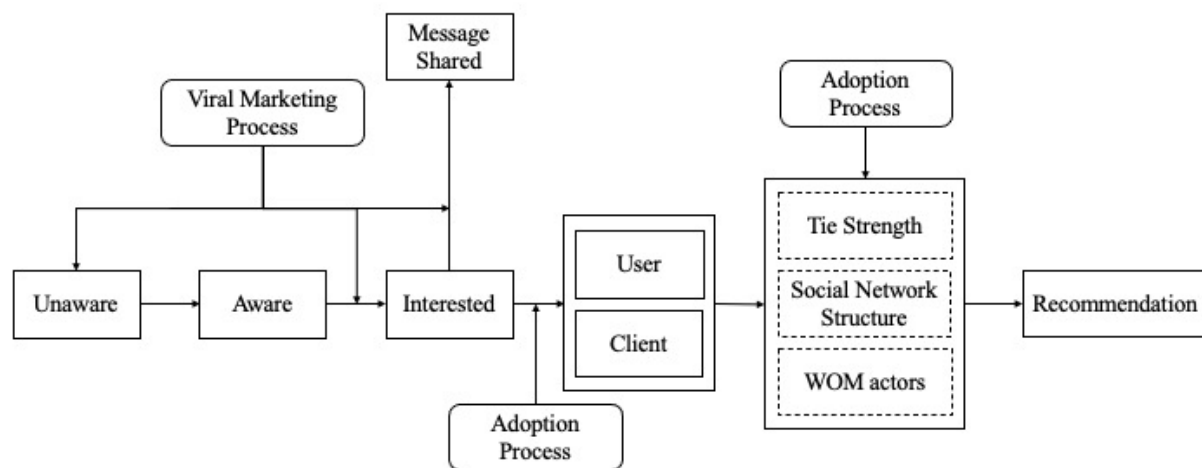 Message
Shared
Viral Marketing
Process
Adoption
Process
Unaware
Aware
Interested
User
Client
Tie Strength
Social Network
Structure
WOM actors
Recommendation
Adoption
Process